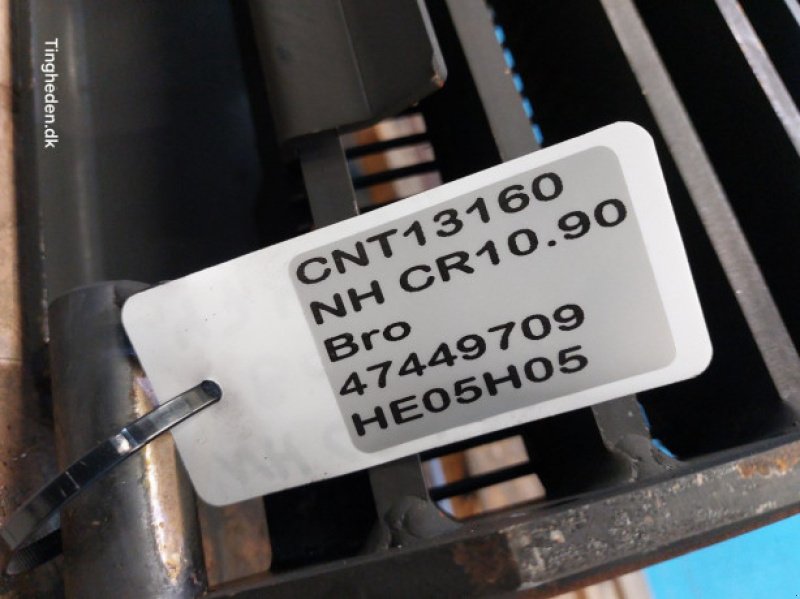 Tingheden.dk
CNT13160
NH CR10.90
Bro
47449709
HE05H05